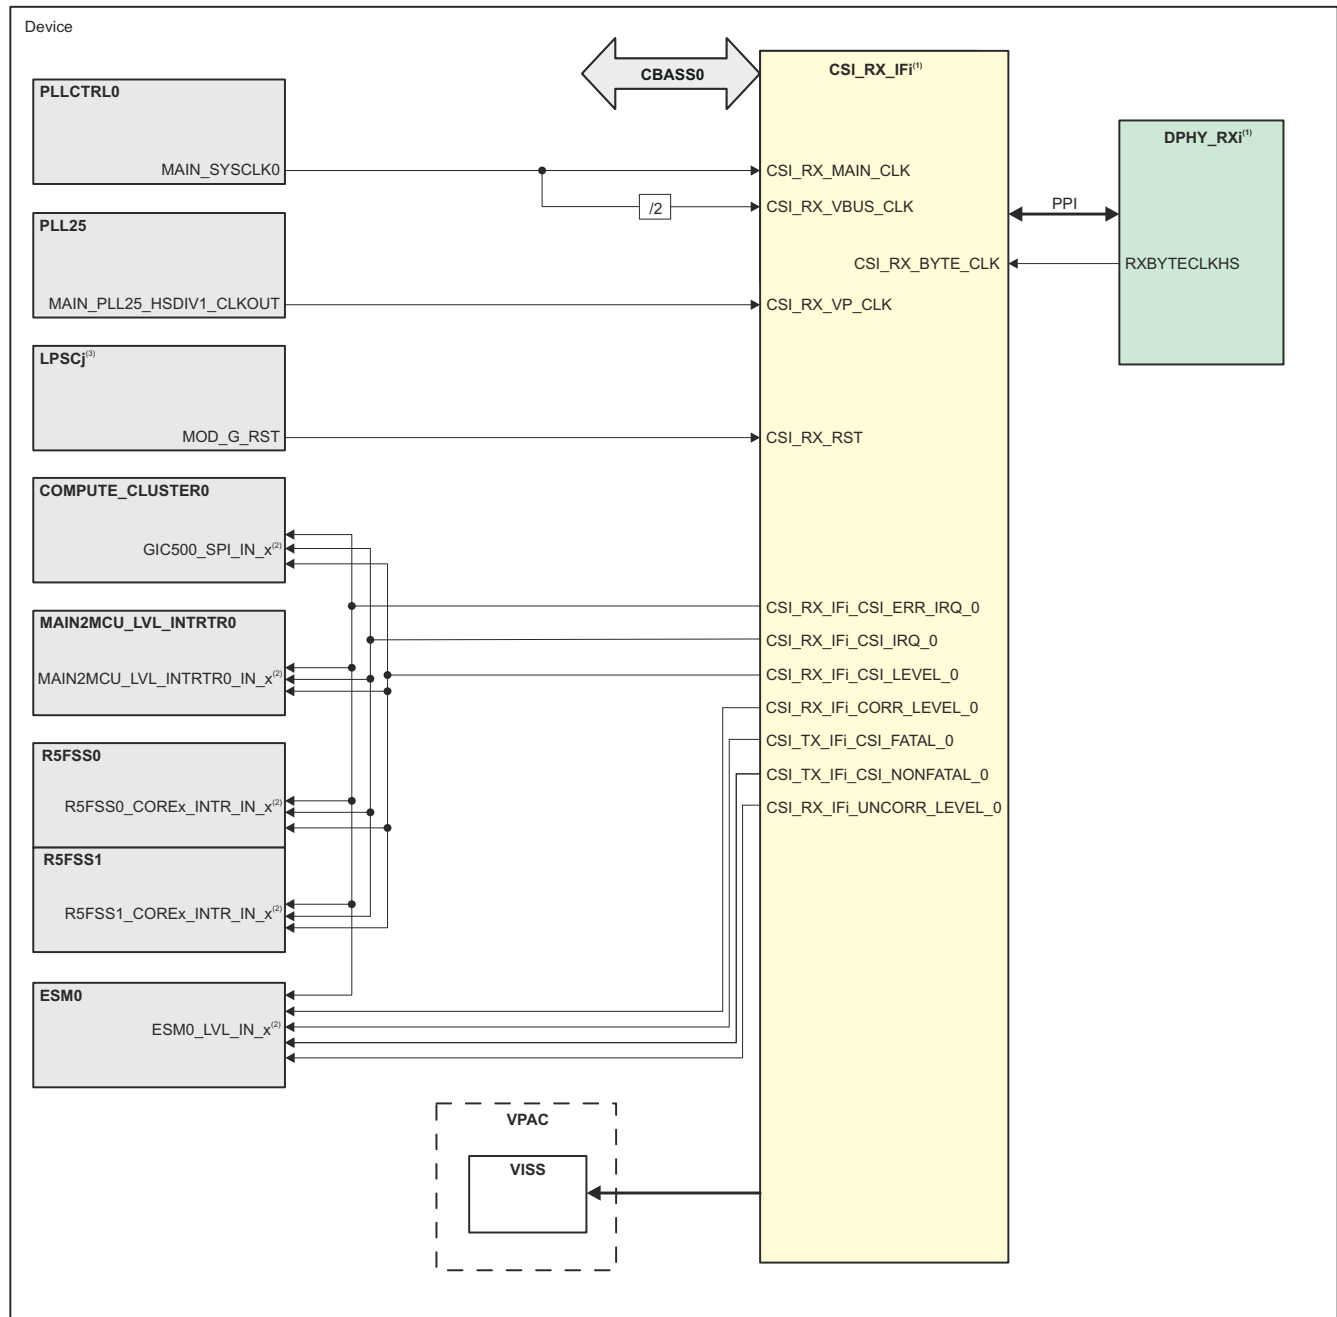 Device
CBASS0
PLLCTRL0
MAIN_SYSCLK0
/2
PLL25
MAIN_PLL25_HSDIV1_CLKOUT
LPSCj(3)
MOD_G_RST
COMPUTE_CLUSTER0
GIC500_SPI_IN_x(2)
MAIN2MCU_LVL_INTRTR0
MAIN2MCU_LVL_INTRTR0_IN_x(2)
R5FSS0
R5FSS0_COREx_INTR_IN_x(2)
R5FSS1
R5FSS1_COREx_INTR_IN_x(2)
ESM0
ESM0_LVL_IN_x(2)
VPAC
VISS
CSI_RX_IFi(1)
CSI_RX_MAIN_CLK
CSI_RX_VBUS_CLK
CSI_RX_BYTE_CLK
CSI_RX_VP_CLK
CSI_RX_RST
CSI_RX_IFi_CSI_ERR_IRQ_0
CSI_RX_IFi_CSI_IRQ_0
CSI_RX_IFi_CSI_LEVEL_0
CSI_RX_IFi_CORR_LEVEL_0
CSI_TX_IFi_CSI_FATAL_0
CSI_TX_IFi_CSI_NONFATAL_0
CSI_RX_IFi_UNCORR_LEVEL_0
PPI
DPHY_RXi(1)
RXBYTECLKHS